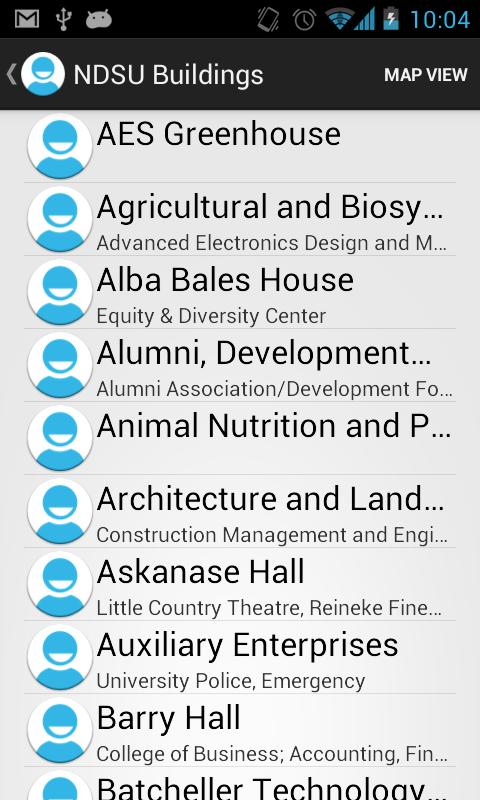 10:04
NDSU Buildings
MAP VIEW
AES Greenhouse
Agricultural and Biosy...
Advanced Electronics Design and M...
Alba Bales House
Equity & Diversity Center
Alumni, Development...
Alumni Association/Development Fo...
Animal Nutrition and P...
Architecture and Land...
Construction Management and Engi...
Askanase Hall
Little Country Theatre, Reineke Fine...
Auxiliary Enterprises
University Police, Emergency
Barry Hall
College of Business; Accounting, Fin...
Batcheller Technology...